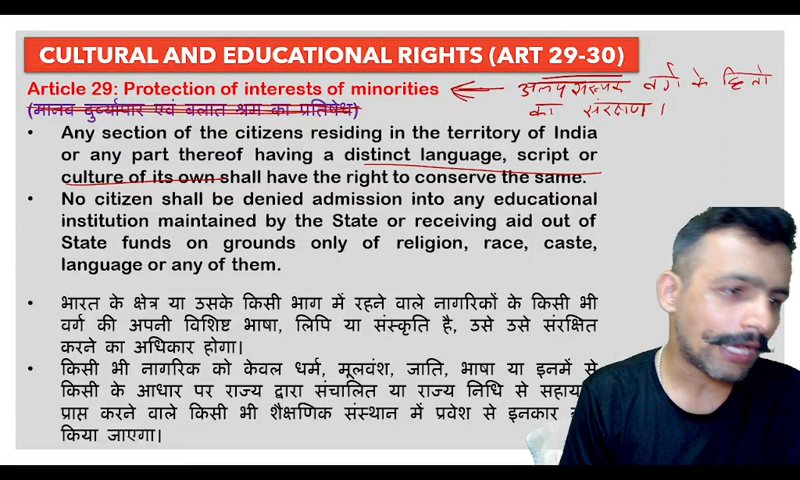 CULTURAL AND EDUCATIONAL RIGHTS (ART 29-30)
Article 29: Protection of interests of minorities
अल्पसंख्यक वर्ग के हितो
(मानव दुर्व्यापार एवं बलात श्रम का प्रतिषेध)
का संरक्षण ।
• Any section of the citizens residing in the territory of India
or any part thereof having a distinct language, script or
culture of its own shall have the right to conserve the same.
• No citizen shall be denied admission into any educational
institution maintained by the State or receiving aid out of
State funds on grounds only of religion, race, caste,
language or any of them.
• भारत के क्षेत्र या उसके किसी भाग में रहने वाले नागरिकों के किसी भी
वर्ग की अपनी विशिष्ट भाषा, लिपि या संस्कृति है, उसे उसे संरक्षित
करने का अधिकार होगा।
• किसी भी नागरिक को केवल धर्म, मूलवंश, जाति, भाषा या इनमें से
किसी के आधार पर राज्य द्वारा संचालित या राज्य निधि से
प्राप्त करने वाले किसी भी शैक्षणिक संस्थान में प्रवेश से इनकार
किया जाएगा।